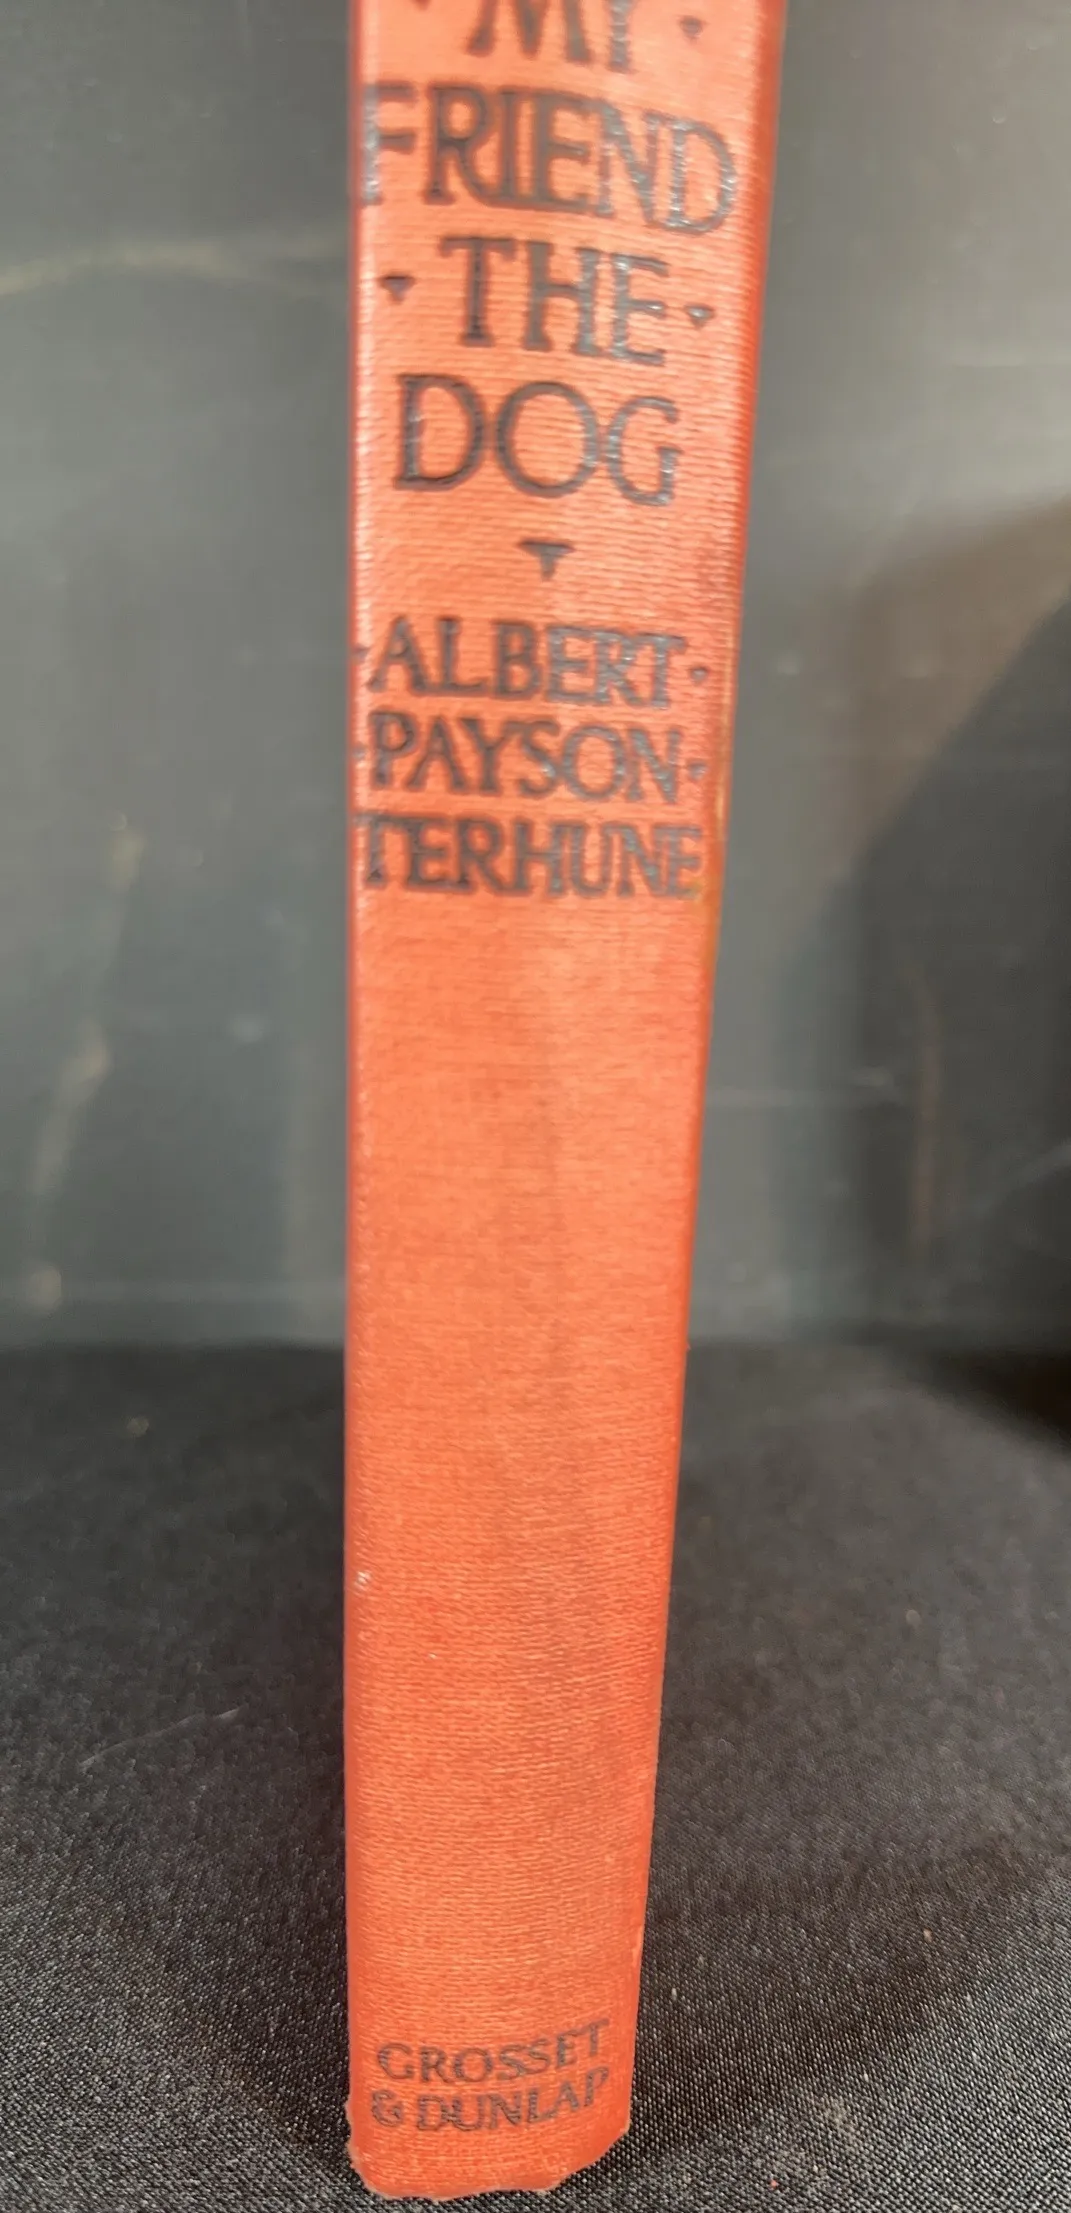 MY
FRIEND
THE
DOG
ALBERT
PAYSON
TERHUNE
GROSSET
& DUNLAP